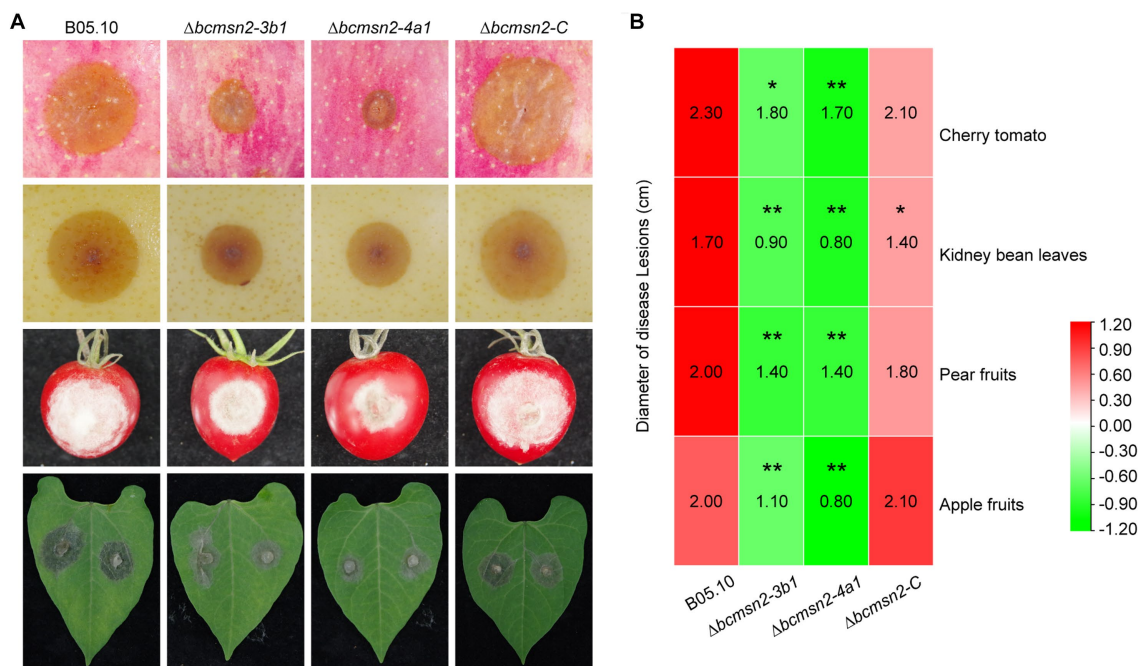 A
B05.10
Δbcmsn2-3b1
Δbcmsn2-4a1
Δbcmsn2-C
B
Diameter of disease Lesions (cm)
2.30
*
1.80
**
1.70
2.10
Cherry tomato
1.70
**
0.90
**
0.80
*
1.40
Kidney bean leaves
2.00
**
1.40
**
1.40
1.80
Pear fruits
2.00
**
1.10
**
0.80
2.10
Apple fruits
B05.10
Δbcmsn2-3b1
Δbcmsn2-4a1
Δbcmsn2-C
1.20
0.90
0.60
0.30
0.00
-0.30
-0.60
-0.90
-1.20